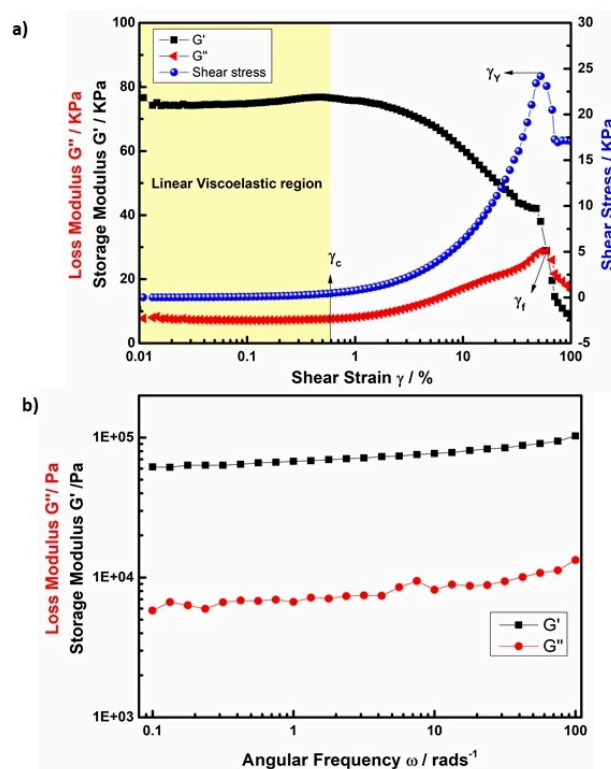 a)
G'
G"
Shear stress
Linear Viscoelastic region
γY
γc
γf
100
80
60
40
20
0
30
25
20
15
10
5
0
-5
0.01
0.1
1
10
100
Loss Modulus G" / KPa
Storage Modulus G' / KPa
Shear Stress / KPa
Shear Strain γ / %
b)
1E+05
1E+04
1E+03
Loss Modulus G"/ Pa
Storage Modulus G' /Pa
G'
G"
0.1
1
10
100
Angular Frequency ω / rads-1